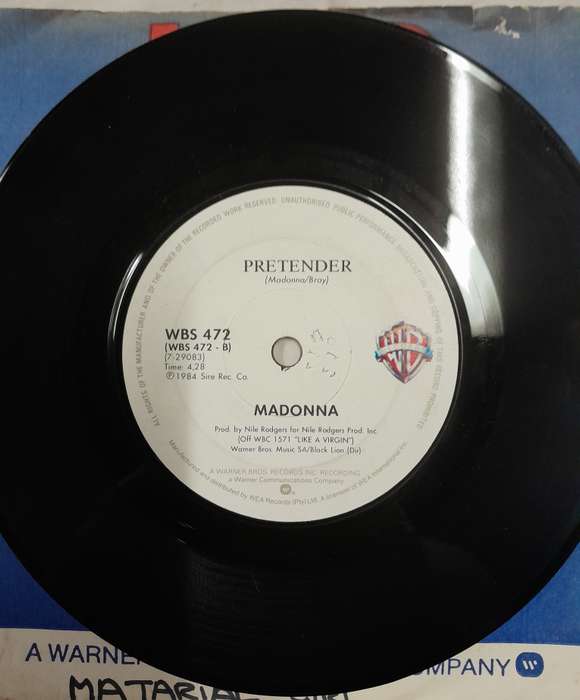 ALL RIGHTS OF THE MANUFACTURER AND OF THE OWNER OF THE RECORDED WORK RESERVED. UNAUTHORISED PUBLIC PERFORMANCE, BROADCASTING AND COPYING OF THIS RECORD PROHIBITED.
PRETENDER
(Madonna/Bray)
WBS 472
(WBS 472 - B)
(7-29083)
Time: 4,28
℗1984 Sire Rec. Co.
MADONNA
Prod. by Nile Rodgers for Nile Rodgers Prod. Inc.
(Off WBC 1571 "LIKE A VIRGIN")
Warner Bros. Music SA/Black Lion (Dir)
A WARNER BROS. RECORDS INC. RECORDING
a Warner Communications Company
Manufactured and distributed by WEA Records (Pty) Ltd. A licensee of WEA International Inc.
A WARNE
MPANY
MATARIAL